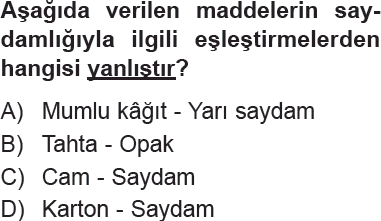 Aşağıda verilen maddelerin say-
damlığıyla ilgili eşleştirmelerden
hangisi yanlıştır?
A) Mumlu kâğıt - Yarı saydam
B) Tahta - Opak
C) Cam - Saydam
D) Karton - Saydam